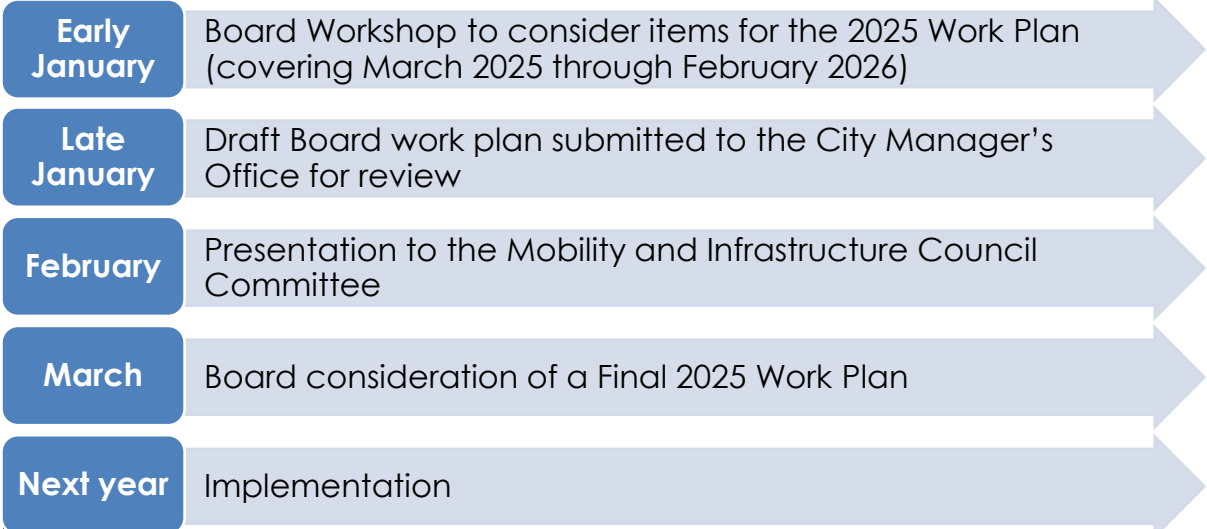 Early
January
Board Workshop to consider items for the 2025 Work Plan
(covering March 2025 through February 2026)
Late
January
Draft Board work plan submitted to the City Manager’s
Office for review
February
Presentation to the Mobility and Infrastructure Council
Committee
March
Board consideration of a Final 2025 Work Plan
Next year
Implementation